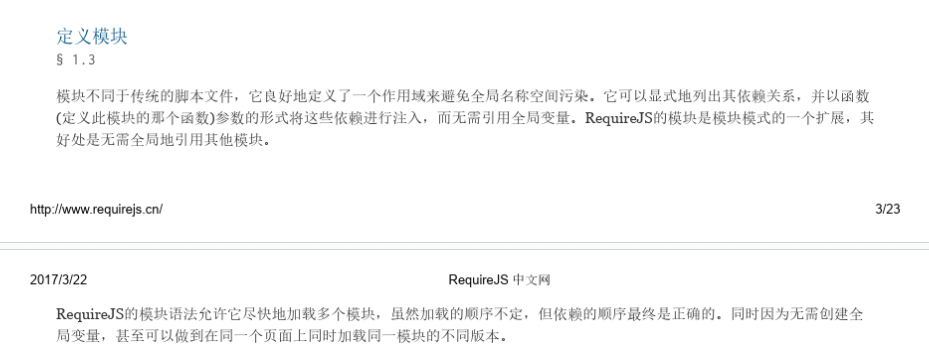 定义模块
§ 1.3
模块不同于传统的脚本文件，它良好地定义了一个作用域来避免全局名称空间污染。它可以显式地列出其依赖关系，并以函数
(定义此模块的那个函数)参数的形式将这些依赖进行注入，而无需引用全局变量。RequireJS的模块是模块模式的一个扩展，其
好处是无需全局地引用其他模块。
http://www.requirejs.cn/ 3/23
2017/3/22 RequireJS 中文网
RequireJS的模块语法允许它尽快地加载多个模块，虽然加载的顺序不定，但依赖的顺序最终是正确的。同时因为无需创建全
局变量，甚至可以做到在同一个页面上同时加载同一模块的不同版本。